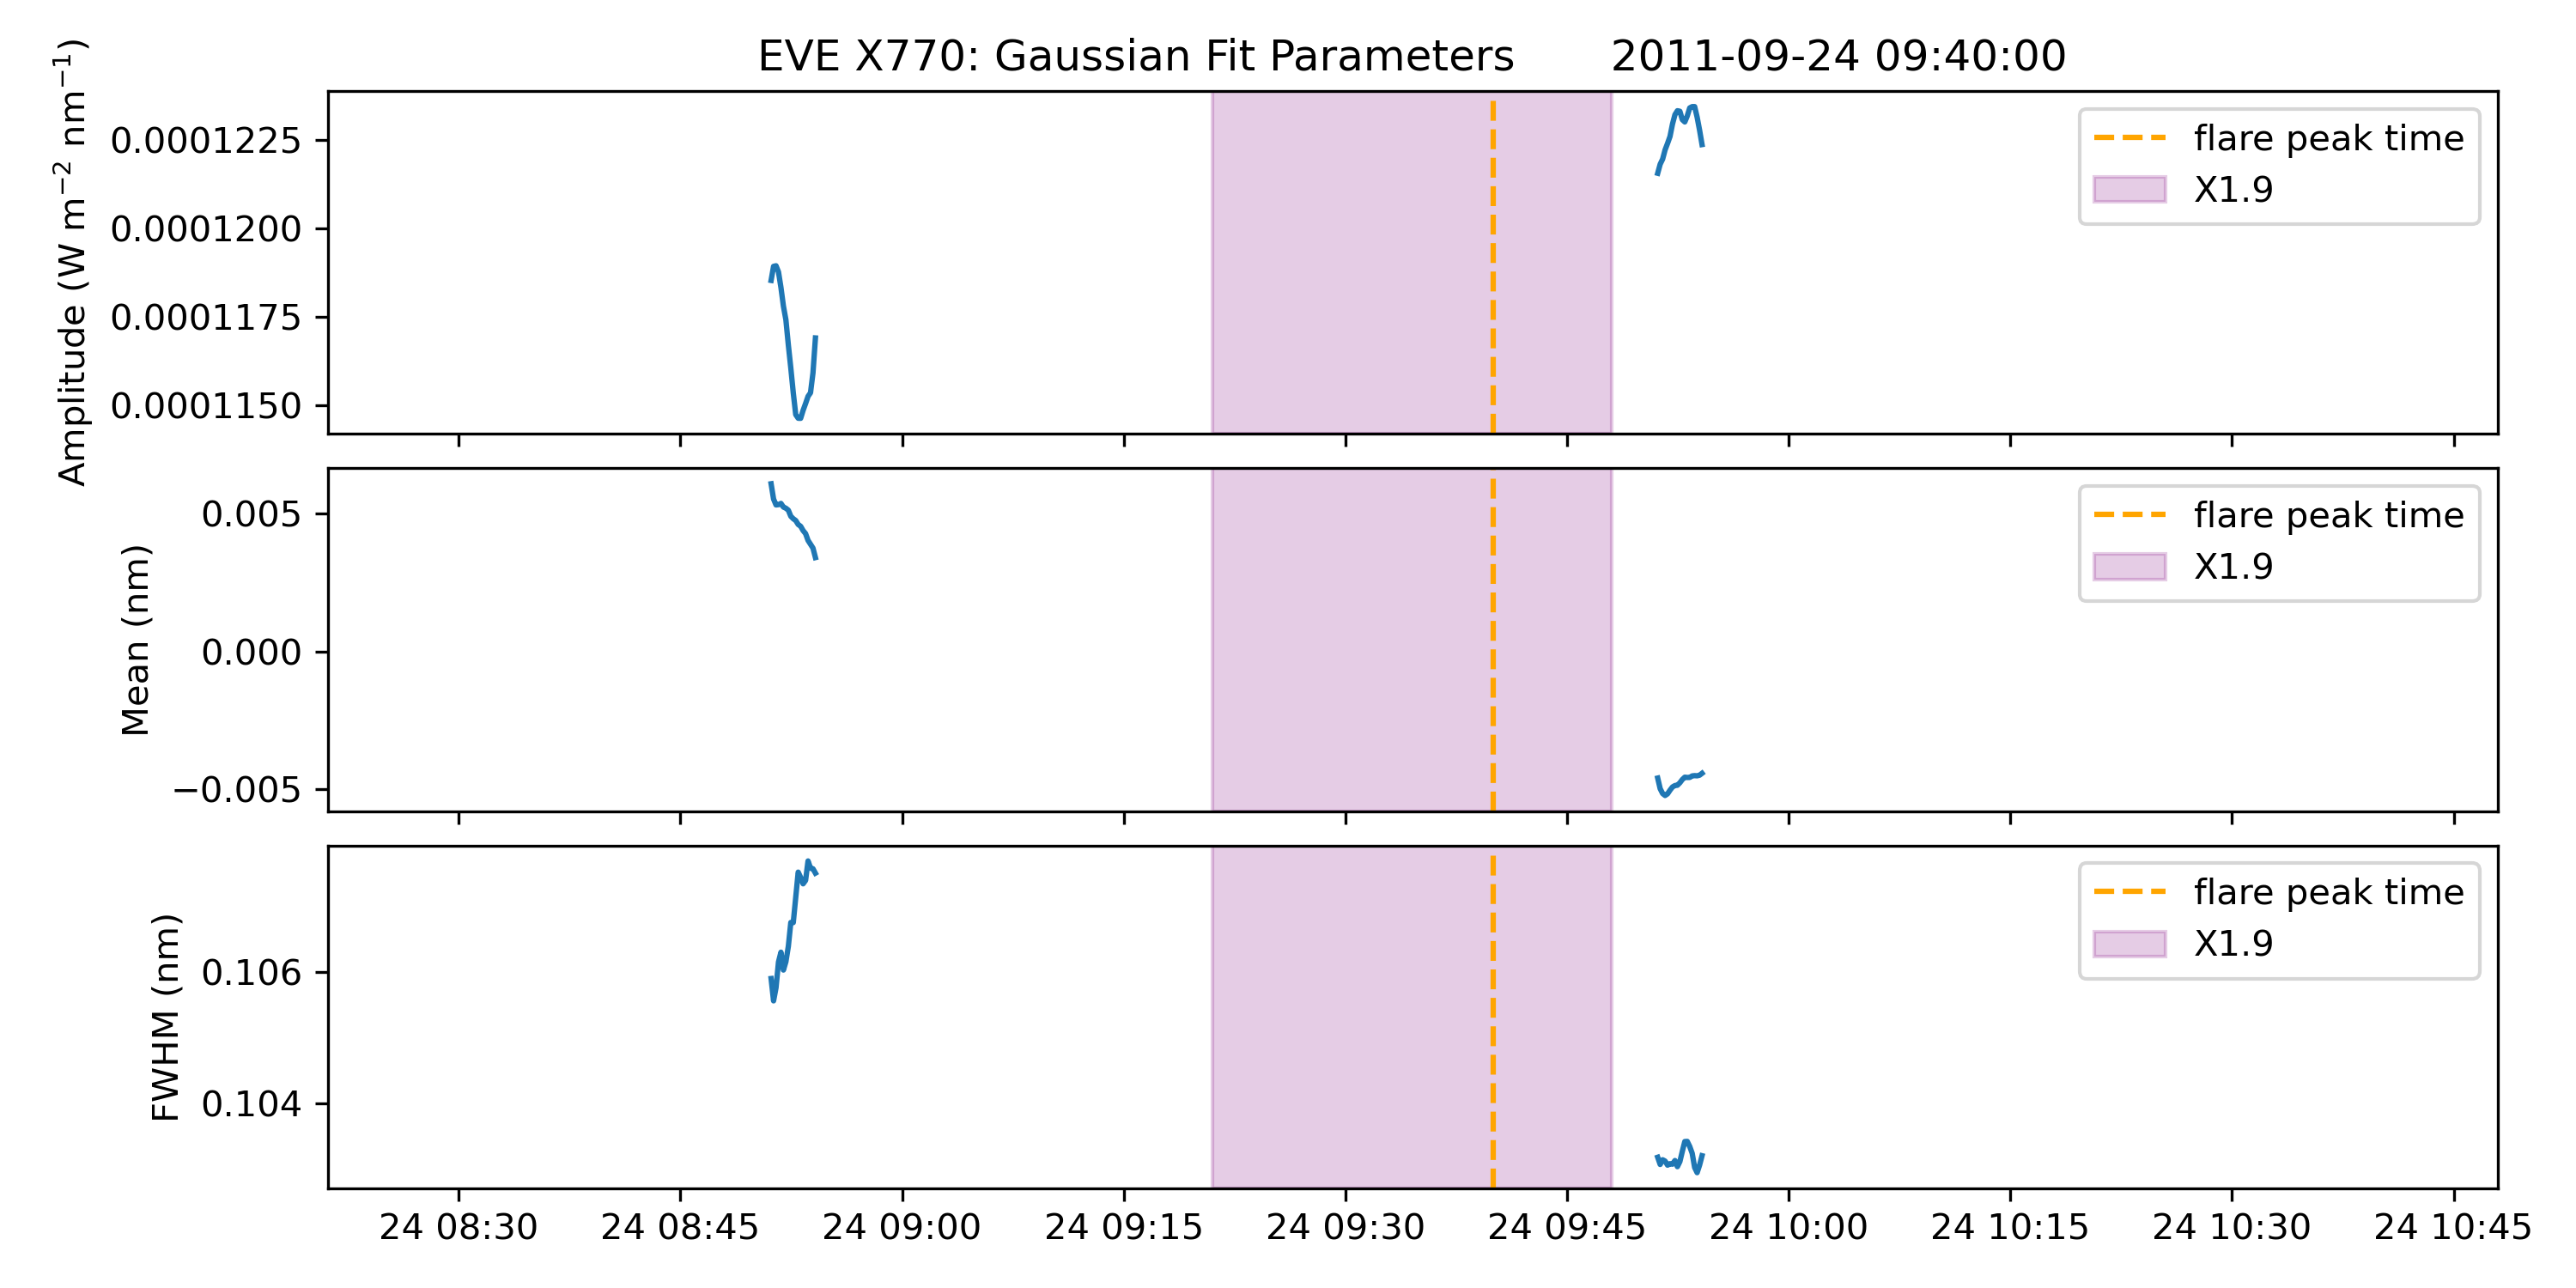 EVE X770: Gaussian Fit Parameters 2011-09-24 09:40:00
Amplitude (W m⁻² nm⁻¹)
0.0001225
0.0001200
0.0001175
0.0001150
flare peak time
X1.9
Mean (nm)
0.005
0.000
−0.005
flare peak time
X1.9
FWHM (nm)
0.106
0.104
flare peak time
X1.9
24 08:30 24 08:45 24 09:00 24 09:15 24 09:30 24 09:45 24 10:00 24 10:15 24 10:30 24 10:45